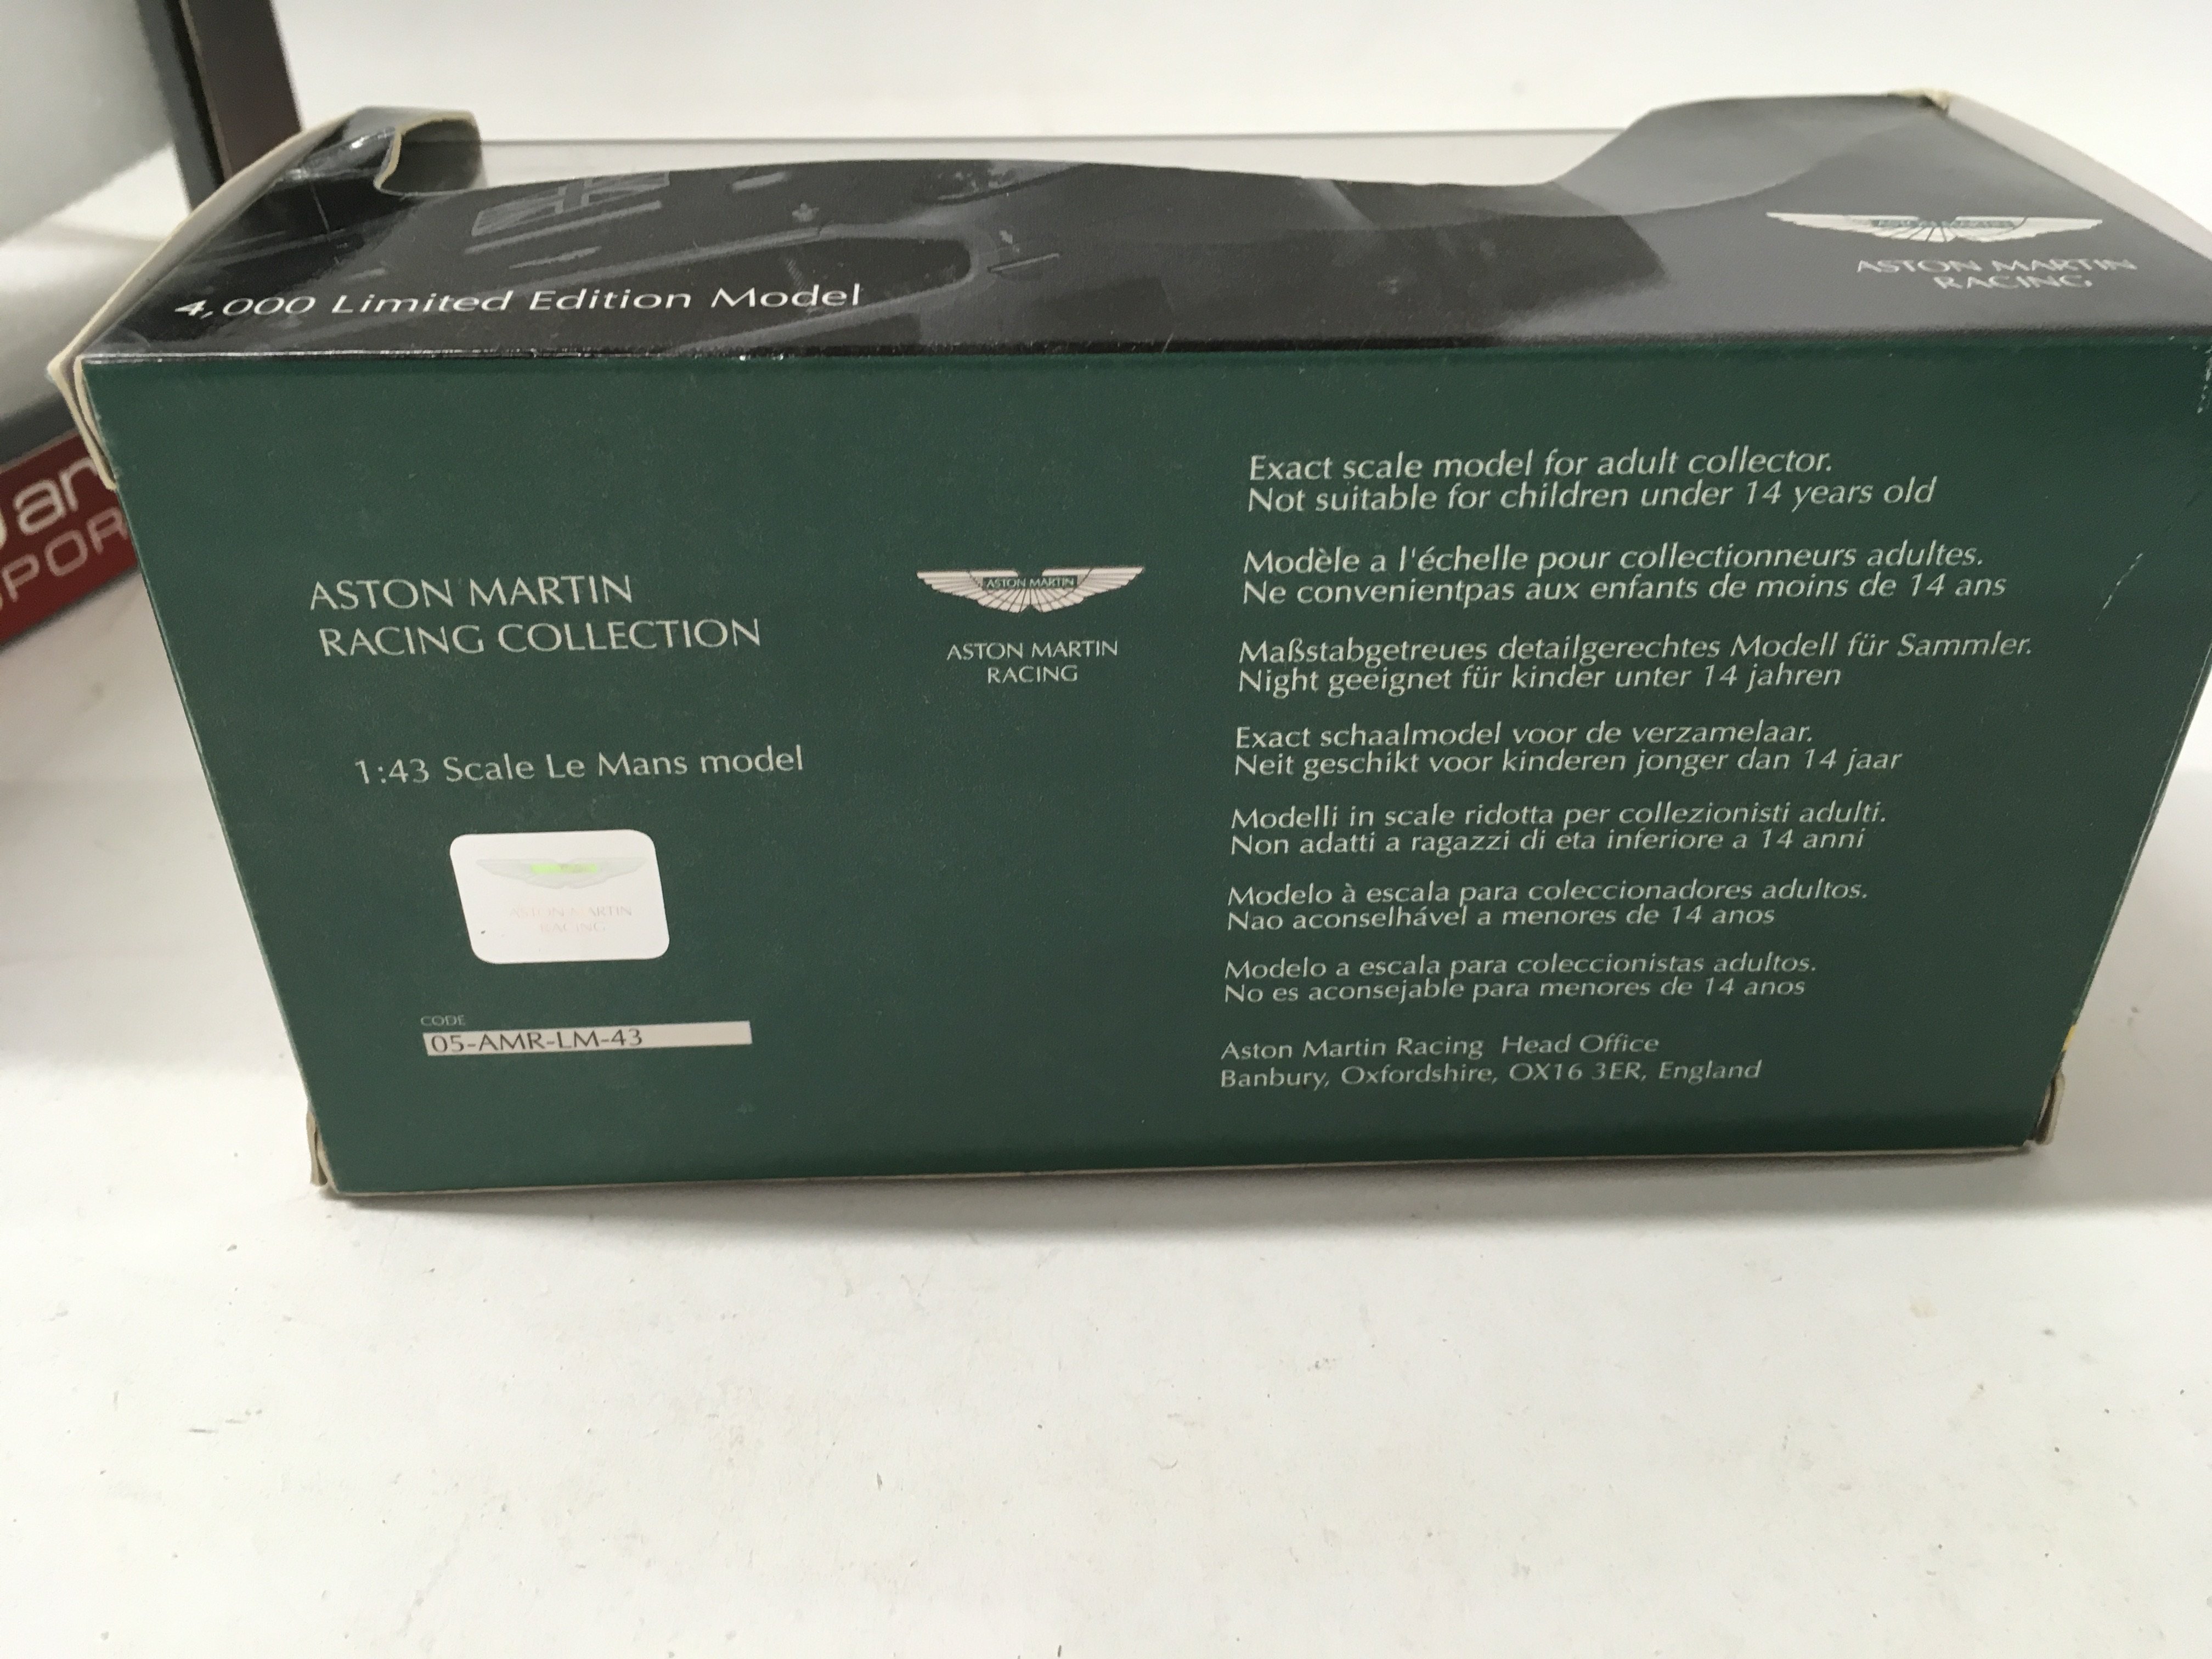 4,000 Limited Edition Model
ASTON MARTIN
RACING
ASTON MARTIN
RACING COLLECTION
1:43 Scale Le Mans model
ASTON MARTIN
RACING
CODE
05-AMR-LM-43
ASTON MARTIN
ASTON MARTIN
RACING
Exact scale model for adult collector.
Not suitable for children under 14 years old
Modèle a l'échelle pour collectionneurs adultes.
Ne convenientpas aux enfants de moins de 14 ans
Maßstabgetreues detailgerechtes Modell für Sammler.
Night geeignet für kinder unter 14 jahren
Exact schaalmodel voor de verzamelaar.
Neit geschikt voor kinderen jonger dan 14 jaar
Modelli in scale ridotta per collezionisti adulti.
Non adatti a ragazzi di eta inferiore a 14 anni
Modelo à escala para coleccionadores adultos.
Nao aconselhável a menores de 14 anos
Modelo a escala para coleccionistas adultos.
No es aconsejable para menores de 14 anos
Aston Martin Racing Head Office
Banbury, Oxfordshire, OX16 3ER, England